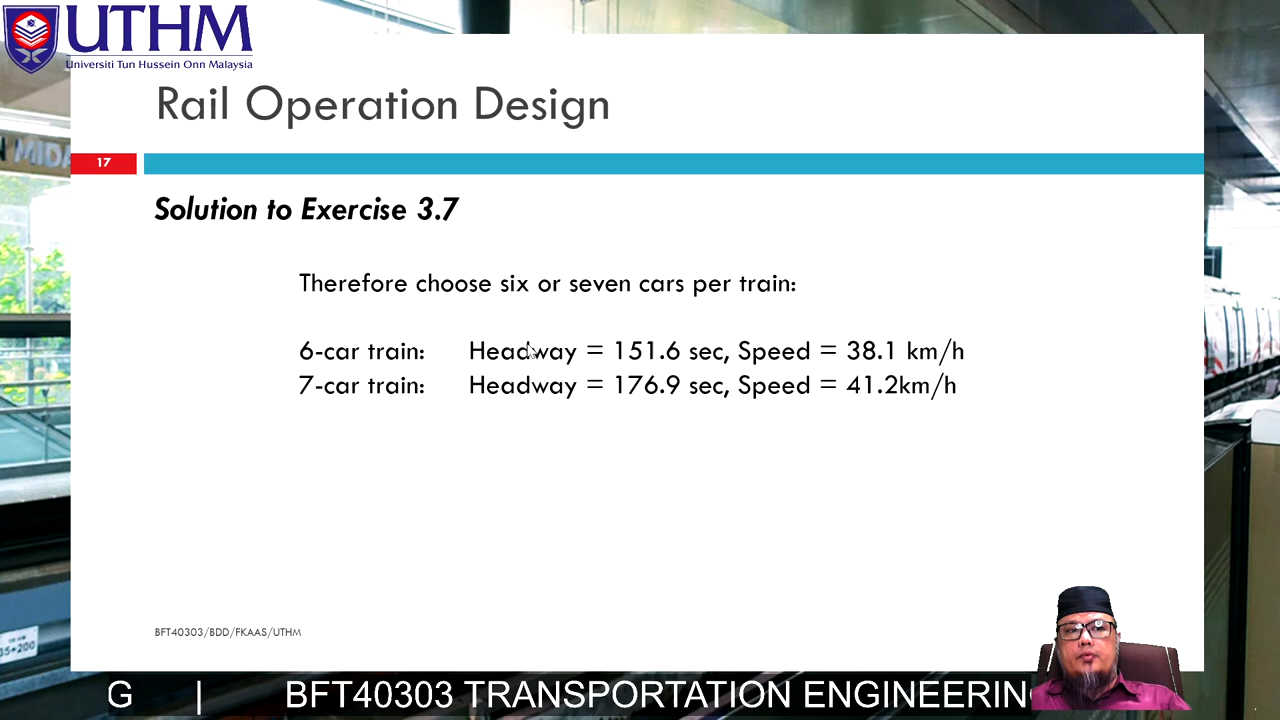 UTHM
Universiti Tun Hussein Onn Malaysia
Rail Operation Design
17
Solution to Exercise 3.7
Therefore choose six or seven cars per train:
6-car train: Headway = 151.6 sec, Speed = 38.1 km/h
7-car train: Headway = 176.9 sec, Speed = 41.2km/h
BFT40303/BDD/FKAAS/UTHM
G | BFT40303 TRANSPORTATION ENGINEERIN